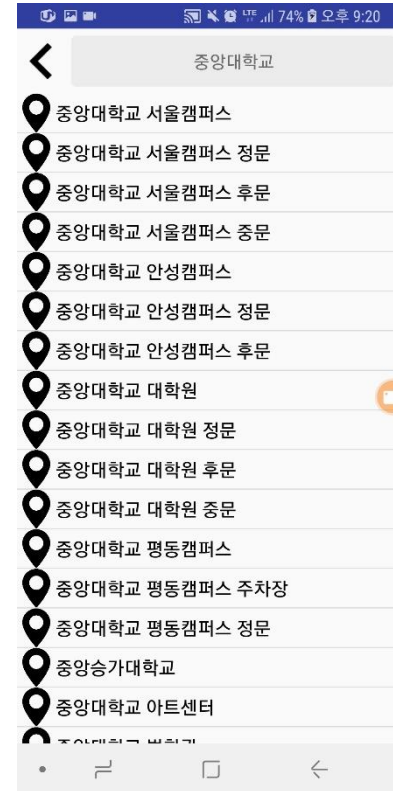 LTE 74% 오후 9:20
중앙대학교
중앙대학교 서울캠퍼스
중앙대학교 서울캠퍼스 정문
중앙대학교 서울캠퍼스 후문
중앙대학교 서울캠퍼스 중문
중앙대학교 안성캠퍼스
중앙대학교 안성캠퍼스 정문
중앙대학교 안성캠퍼스 후문
중앙대학교 대학원
중앙대학교 대학원 정문
중앙대학교 대학원 후문
중앙대학교 대학원 중문
중앙대학교 평동캠퍼스
중앙대학교 평동캠퍼스 주차장
중앙대학교 평동캠퍼스 정문
중앙승가대학교
중앙대학교 아트센터
중앙대학교